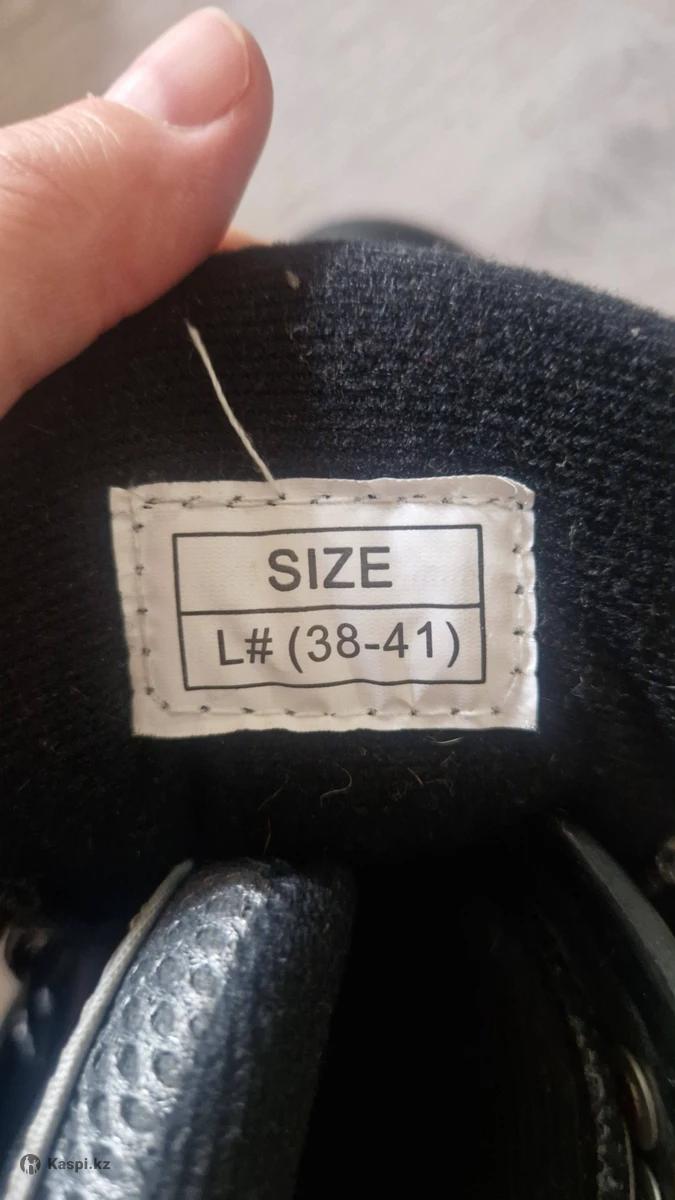 SIZE
L# (38-41)
Kaspi.kz